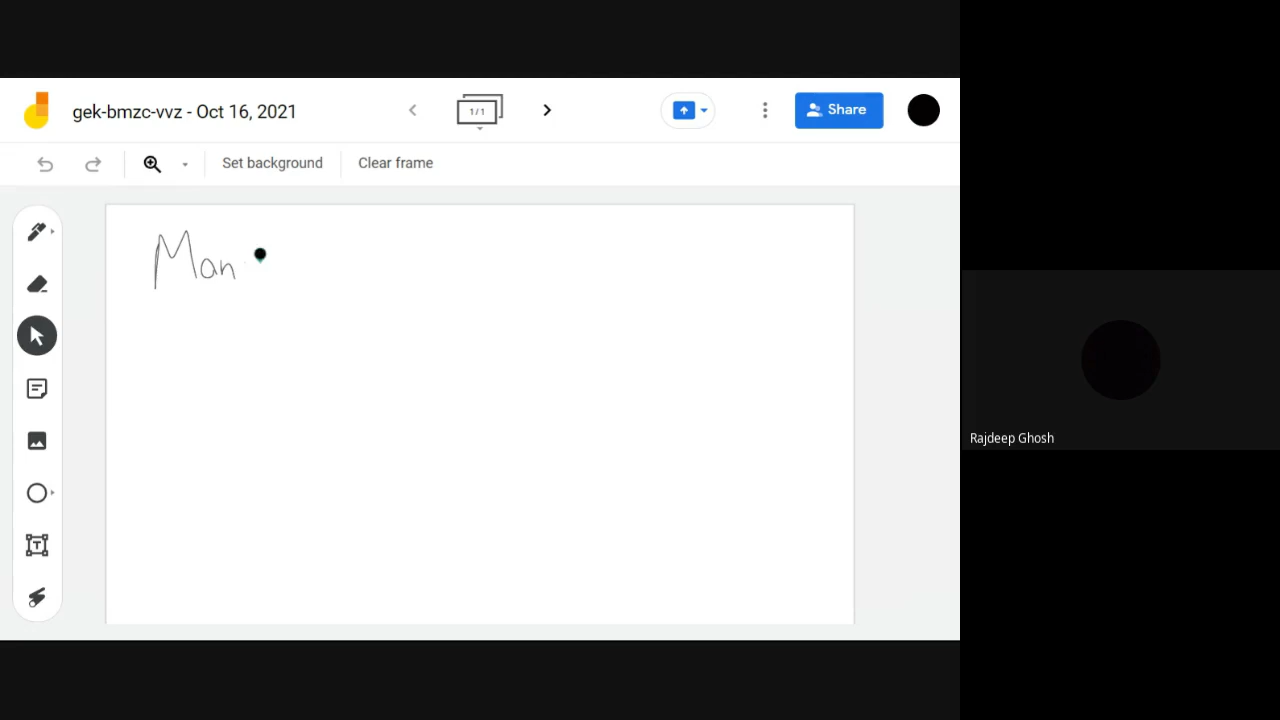 gek-bmzc-vvz - Oct 16, 2021
1/1
Share
Set background
Clear frame
Man
T
Rajdeep Ghosh